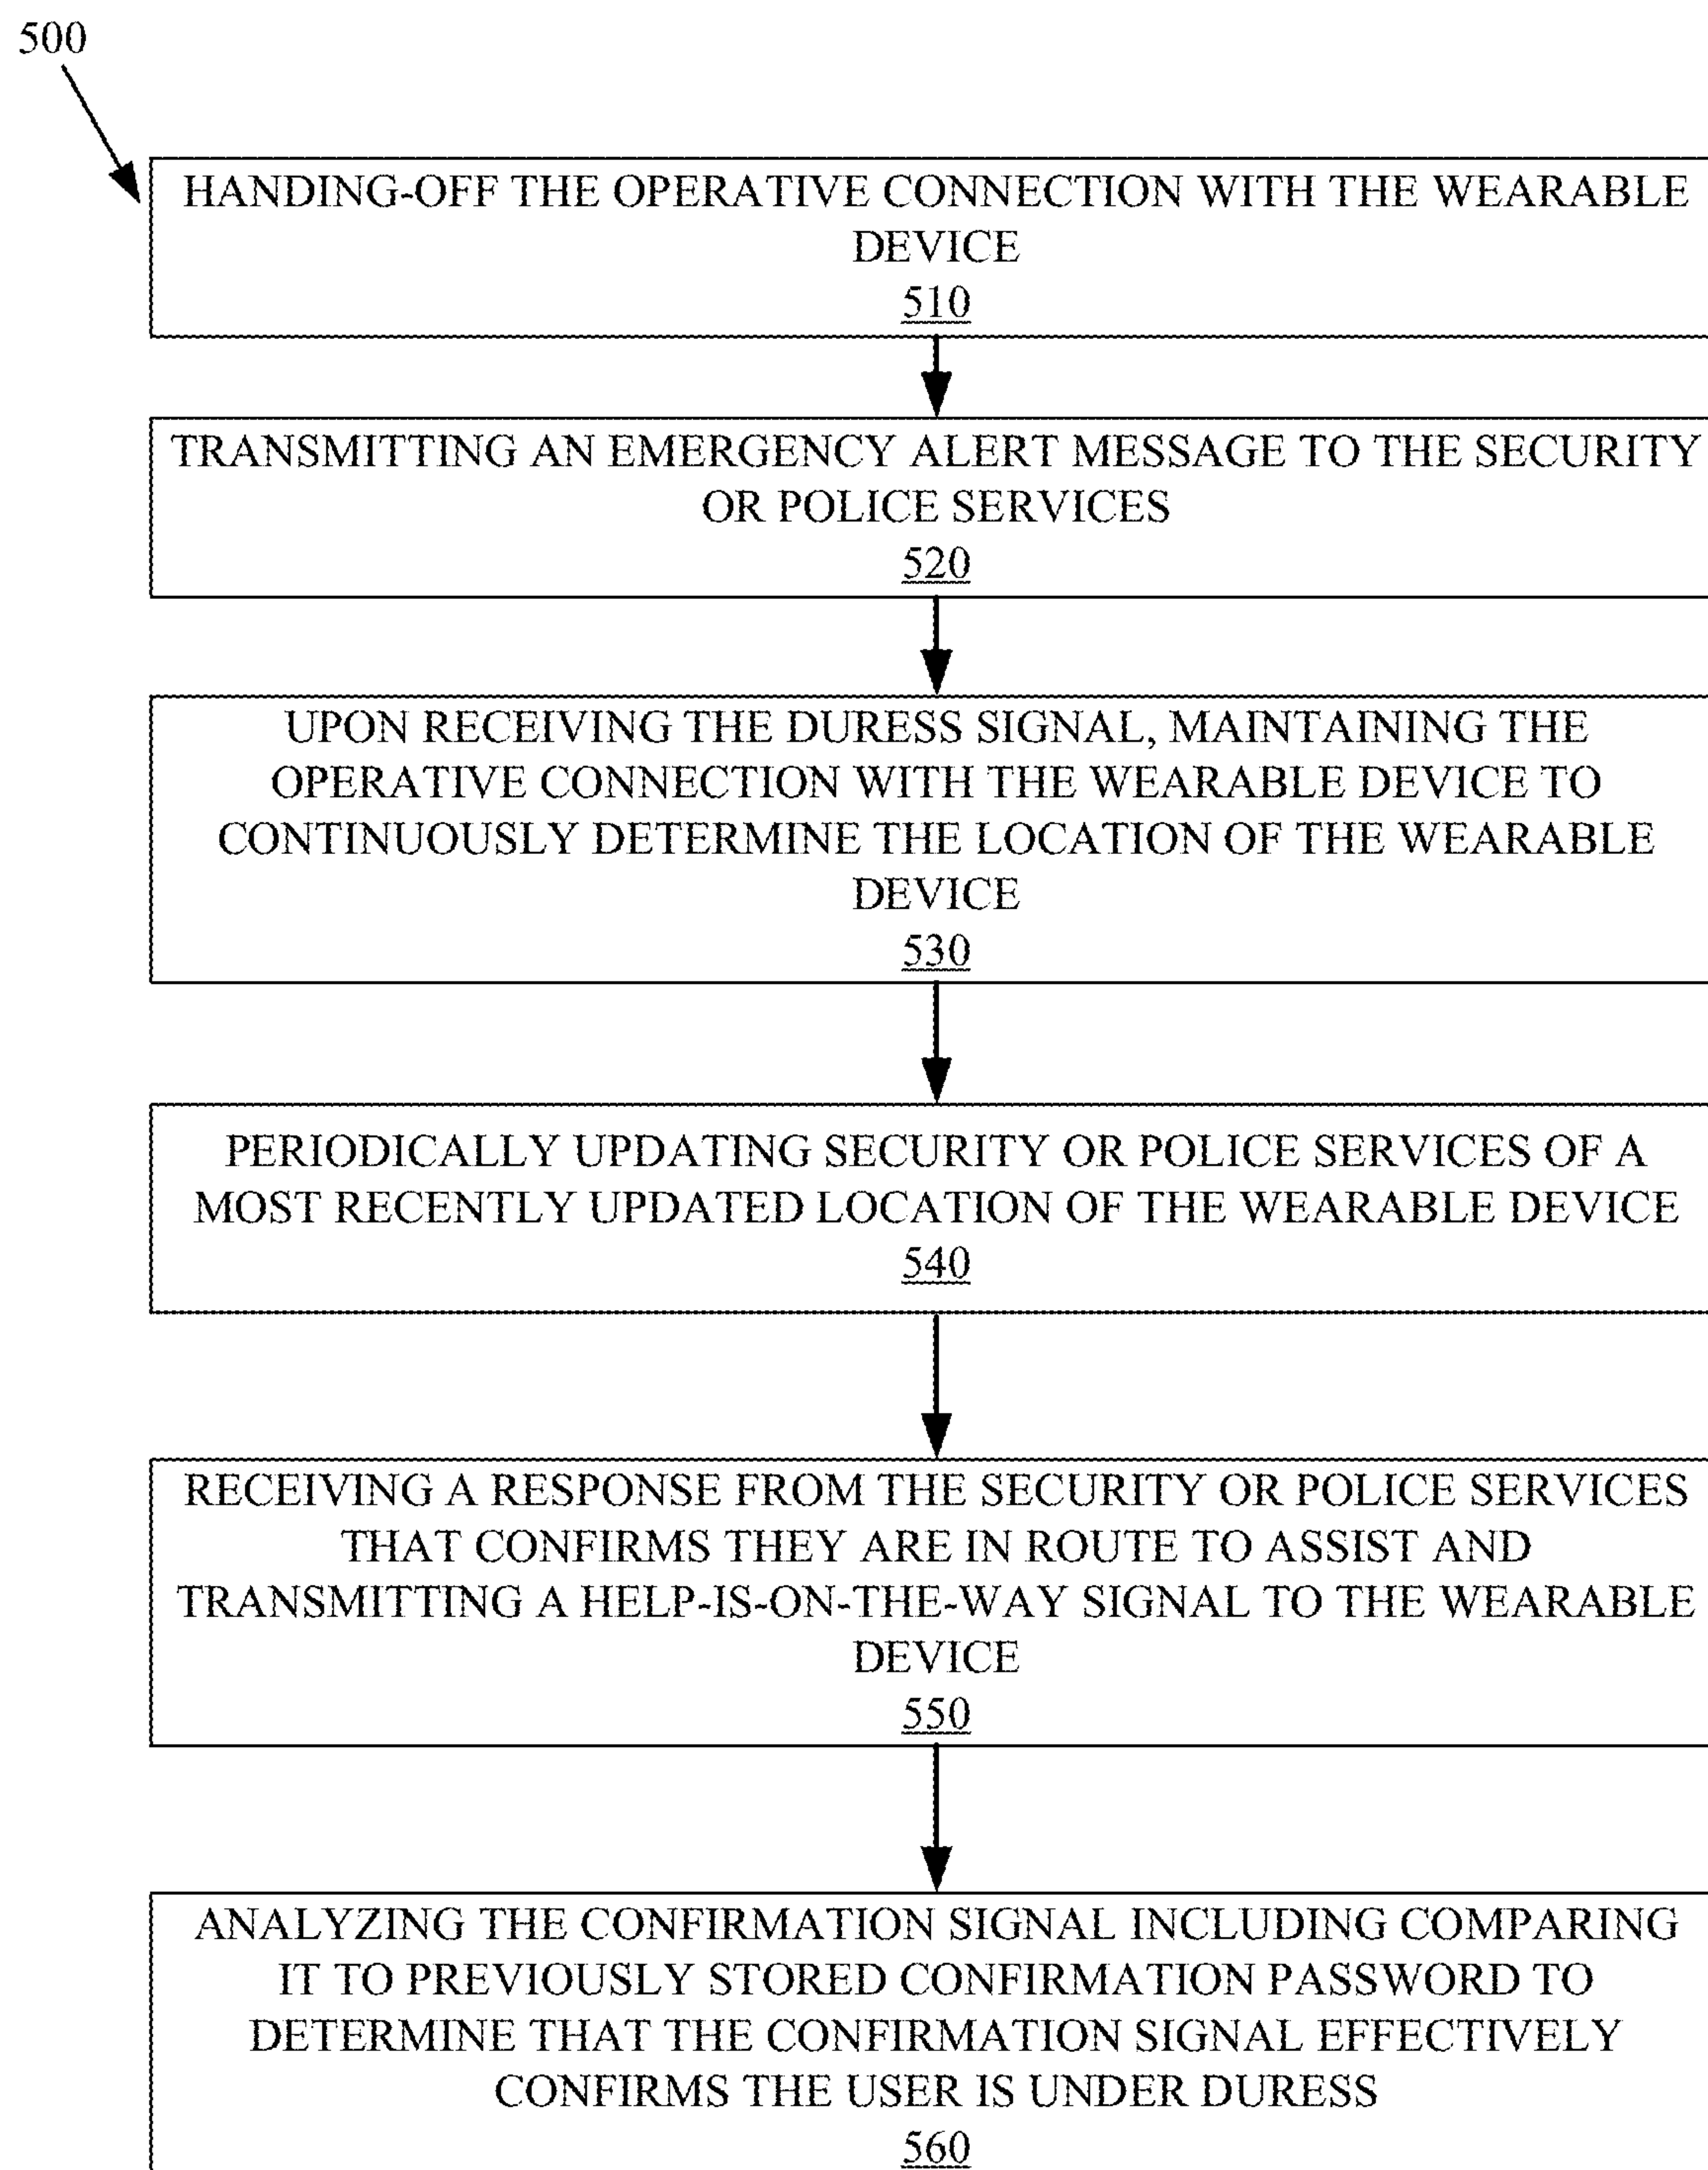 500
HANDING-OFF THE OPERATIVE CONNECTION WITH THE WEARABLE
DEVICE
510
TRANSMITTING AN EMERGENCY ALERT MESSAGE TO THE SECURITY
OR POLICE SERVICES
520
UPON RECEIVING THE DURESS SIGNAL, MAINTAINING THE
OPERATIVE CONNECTION WITH THE WEARABLE DEVICE TO
CONTINUOUSLY DETERMINE THE LOCATION OF THE WEARABLE
DEVICE
530
PERIODICALLY UPDATING SECURITY OR POLICE SERVICES OF A
MOST RECENTLY UPDATED LOCATION OF THE WEARABLE DEVICE
540
RECEIVING A RESPONSE FROM THE SECURITY OR POLICE SERVICES
THAT CONFIRMS THEY ARE IN ROUTE TO ASSIST AND
TRANSMITTING A HELP-IS-ON-THE-WAY SIGNAL TO THE WEARABLE
DEVICE
550
ANALYZING THE CONFIRMATION SIGNAL INCLUDING COMPARING
IT TO PREVIOUSLY STORED CONFIRMATION PASSWORD TO
DETERMINE THAT THE CONFIRMATION SIGNAL EFFECTIVELY
CONFIRMS THE USER IS UNDER DURESS
560